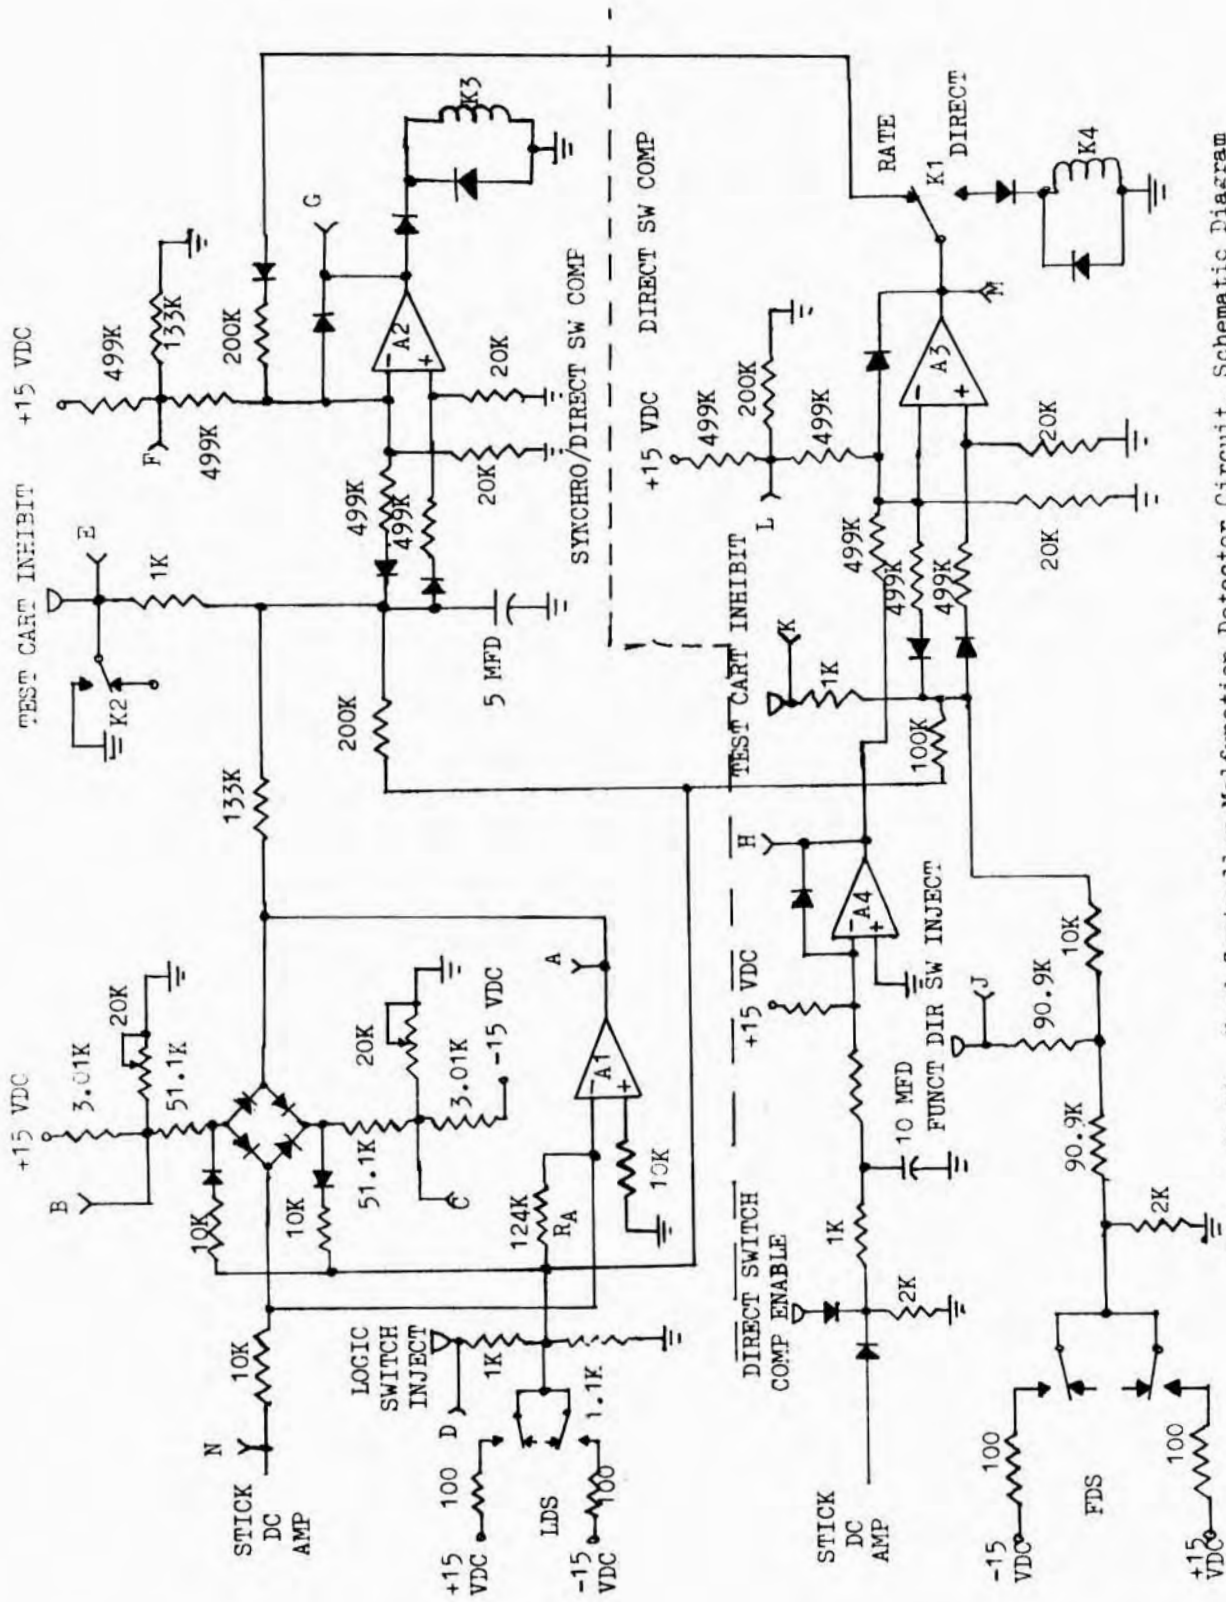 TEST CART INHIBIT
+15 VDC
E
1K
K2
499K
133K
F
499K
200K
G
A2
K3
499K
499K
20K
20K
5 MFD
200K
SYNCHRO/DIRECT SW COMP
+15 VDC
3.01K
20K
51.1K
B
10K
10K
51.1K
C
20K
3.01K
-15 VDC
133K
A
A1
10K
124K
RA
N
10K
STICK
DC
AMP
LOGIC
SWITCH
INJECT
D
1K
1.1K
100
+15
VDC
LDS
-15
VDC
100
DIRECT SW COMP
+15 VDC
499K
200K
L
499K
TEST CART INHIBIT
K
1K
100K
499K
499K
499K
A3
M
20K
20K
RATE
K1
DIRECT
K4
DIRECT SWITCH
COMP ENABLE
+15 VDC
H
A4
1K
10 MFD
2K
STICK
DC
AMP
FUNCT DIR SW INJECT
J
90.9K
10K
90.9K
2K
-15
VDC
100
FDS
100
+15
VDC
Malfunction Detector Circuit, Schematic Diagram